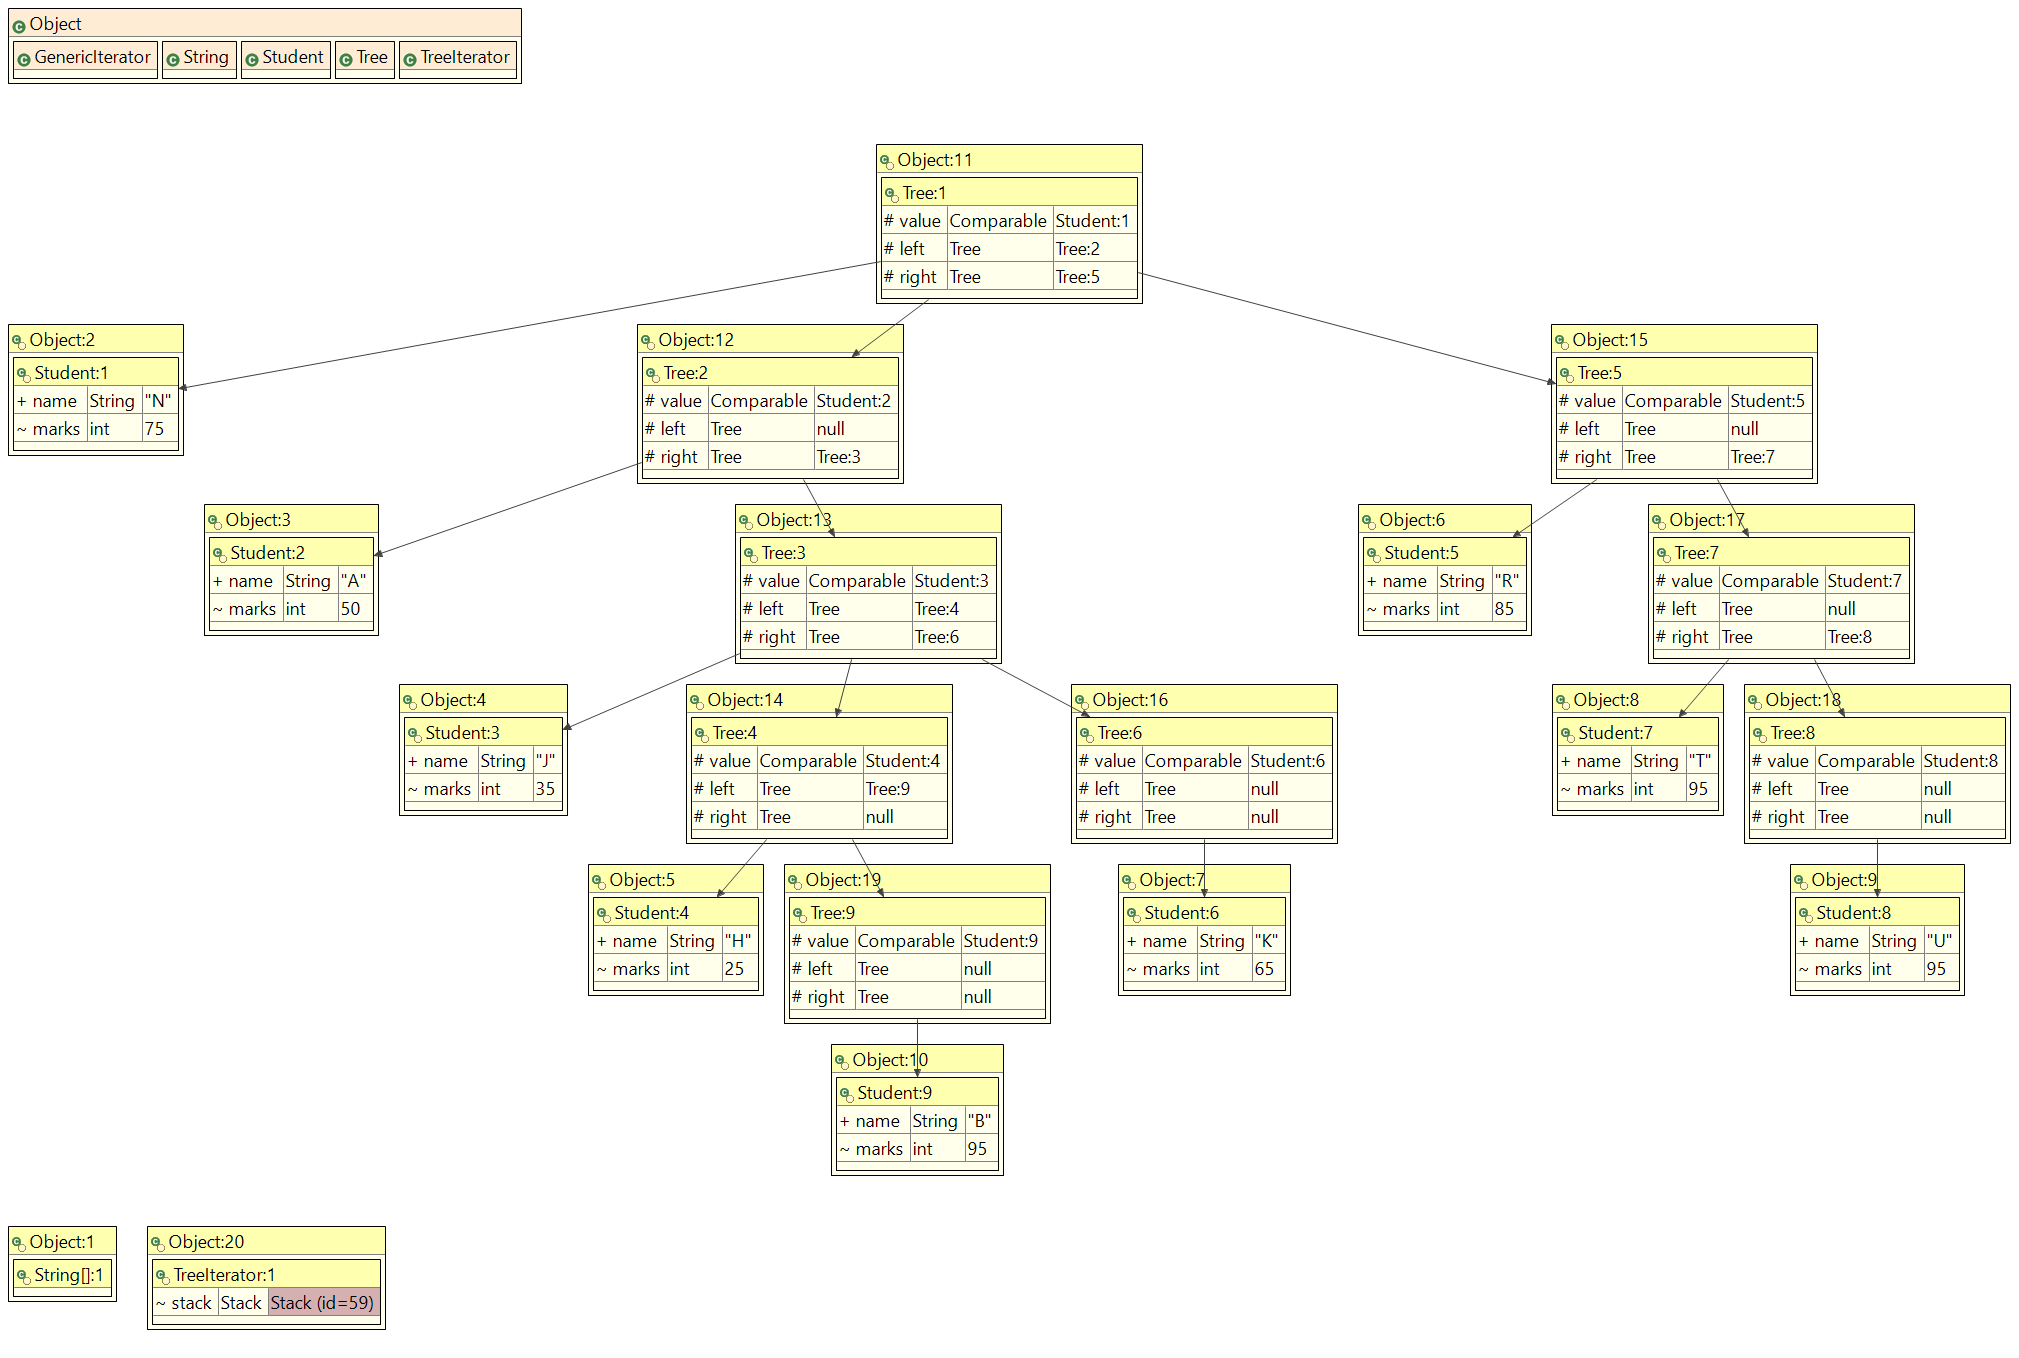 Object
GenericIterator String Student Tree TreeIterator
Object:11
Tree:1
# value Comparable Student:1
# left Tree Tree:2
# right Tree Tree:5
Object:2
Student:1
+ name String "N"
~ marks int 75
Object:12
Tree:2
# value Comparable Student:2
# left Tree null
# right Tree Tree:3
Object:15
Tree:5
# value Comparable Student:5
# left Tree null
# right Tree Tree:7
Object:3
Student:2
+ name String "A"
~ marks int 50
Object:13
Tree:3
# value Comparable Student:3
# left Tree Tree:4
# right Tree Tree:6
Object:6
Student:5
+ name String "R"
~ marks int 85
Object:17
Tree:7
# value Comparable Student:7
# left Tree null
# right Tree Tree:8
Object:4
Student:3
+ name String "J"
~ marks int 35
Object:14
Tree:4
# value Comparable Student:4
# left Tree Tree:9
# right Tree null
Object:16
Tree:6
# value Comparable Student:6
# left Tree null
# right Tree null
Object:8
Student:7
+ name String "T"
~ marks int 95
Object:18
Tree:8
# value Comparable Student:8
# left Tree null
# right Tree null
Object:5
Student:4
+ name String "H"
~ marks int 25
Object:19
Tree:9
# value Comparable Student:9
# left Tree null
# right Tree null
Object:7
Student:6
+ name String "K"
~ marks int 65
Object:9
Student:8
+ name String "U"
~ marks int 95
Object:10
Student:9
+ name String "B"
~ marks int 95
Object:1
String[]:1
Object:20
TreeIterator:1
~ stack Stack Stack (id=59)